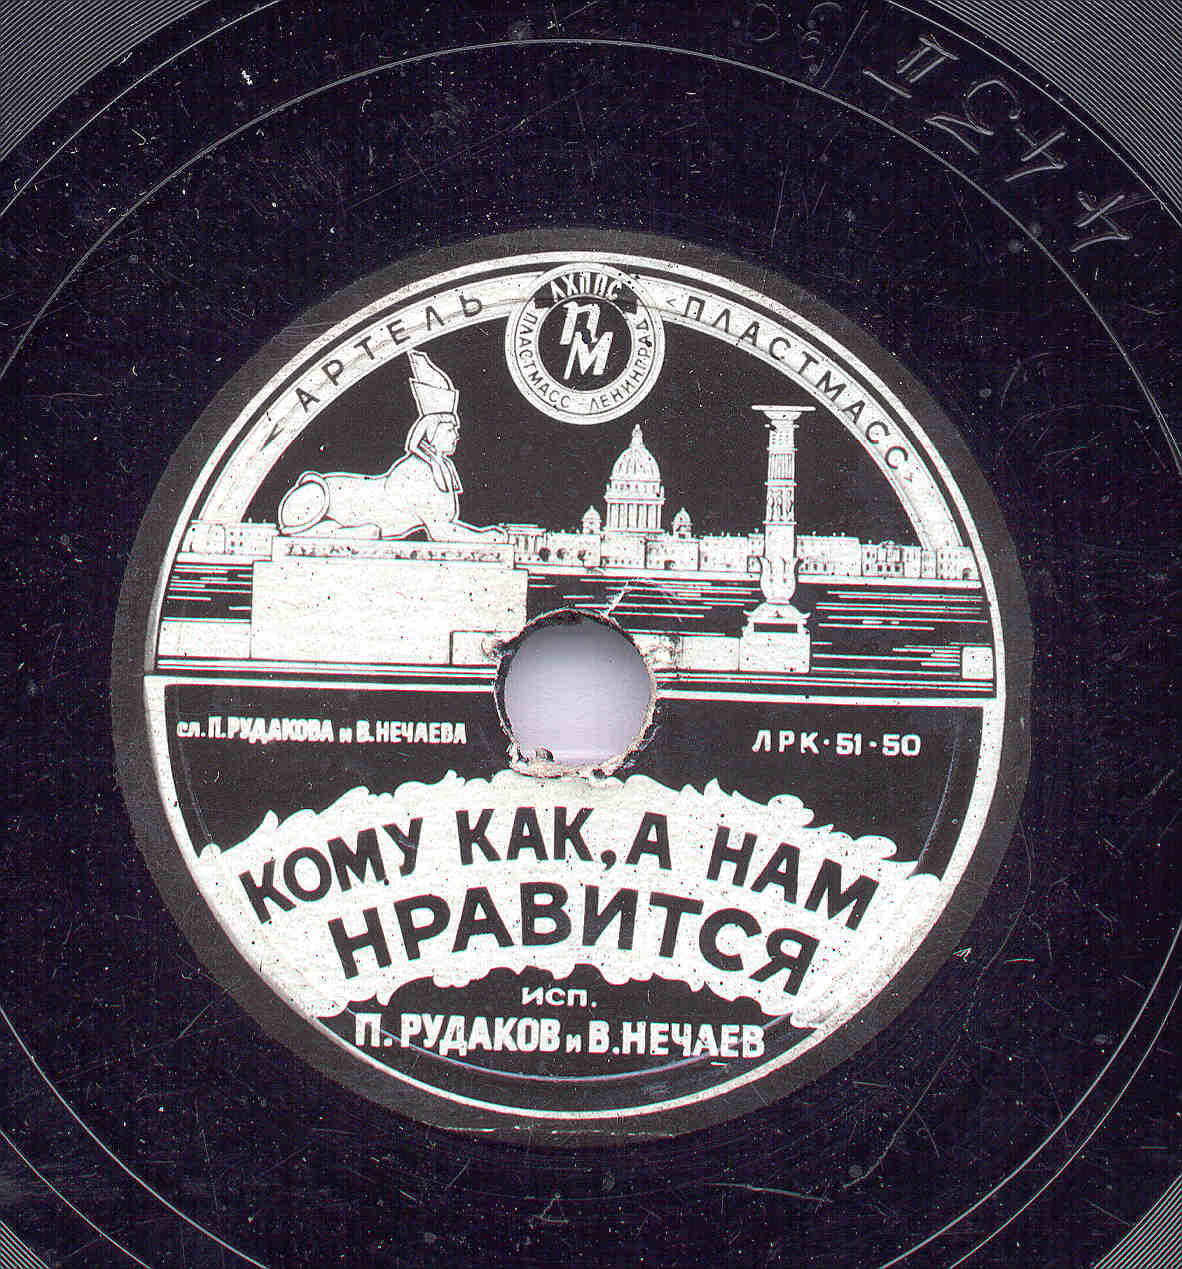 АРТЕЛЬ «ПЛАСТМАСС»
ЛХППС
ПМ
ПЛАСТМАСС - ЛЕНИНГРАД
сл. П. РУДАКОВА и В. НЕЧАЕВА
ЛРК·51·50
КОМУ КАК, А НАМ
НРАВИТСЯ
исп.
П. РУДАКОВ и В. НЕЧАЕВ